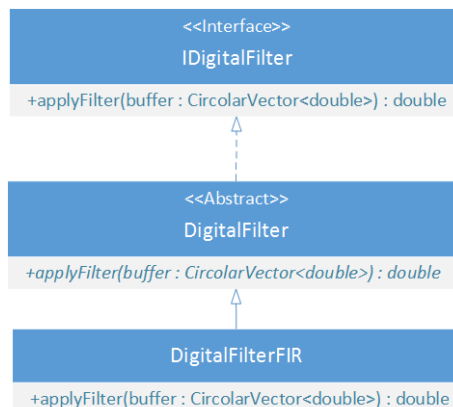 <<Interface>>
IDigitalFilter
+applyFilter(buffer : CircolarVector<double>) : double
<<Abstract>>
DigitalFilter
+applyFilter(buffer : CircolarVector<double>) : double
DigitalFilterFIR
+applyFilter(buffer : CircolarVector<double>) : double